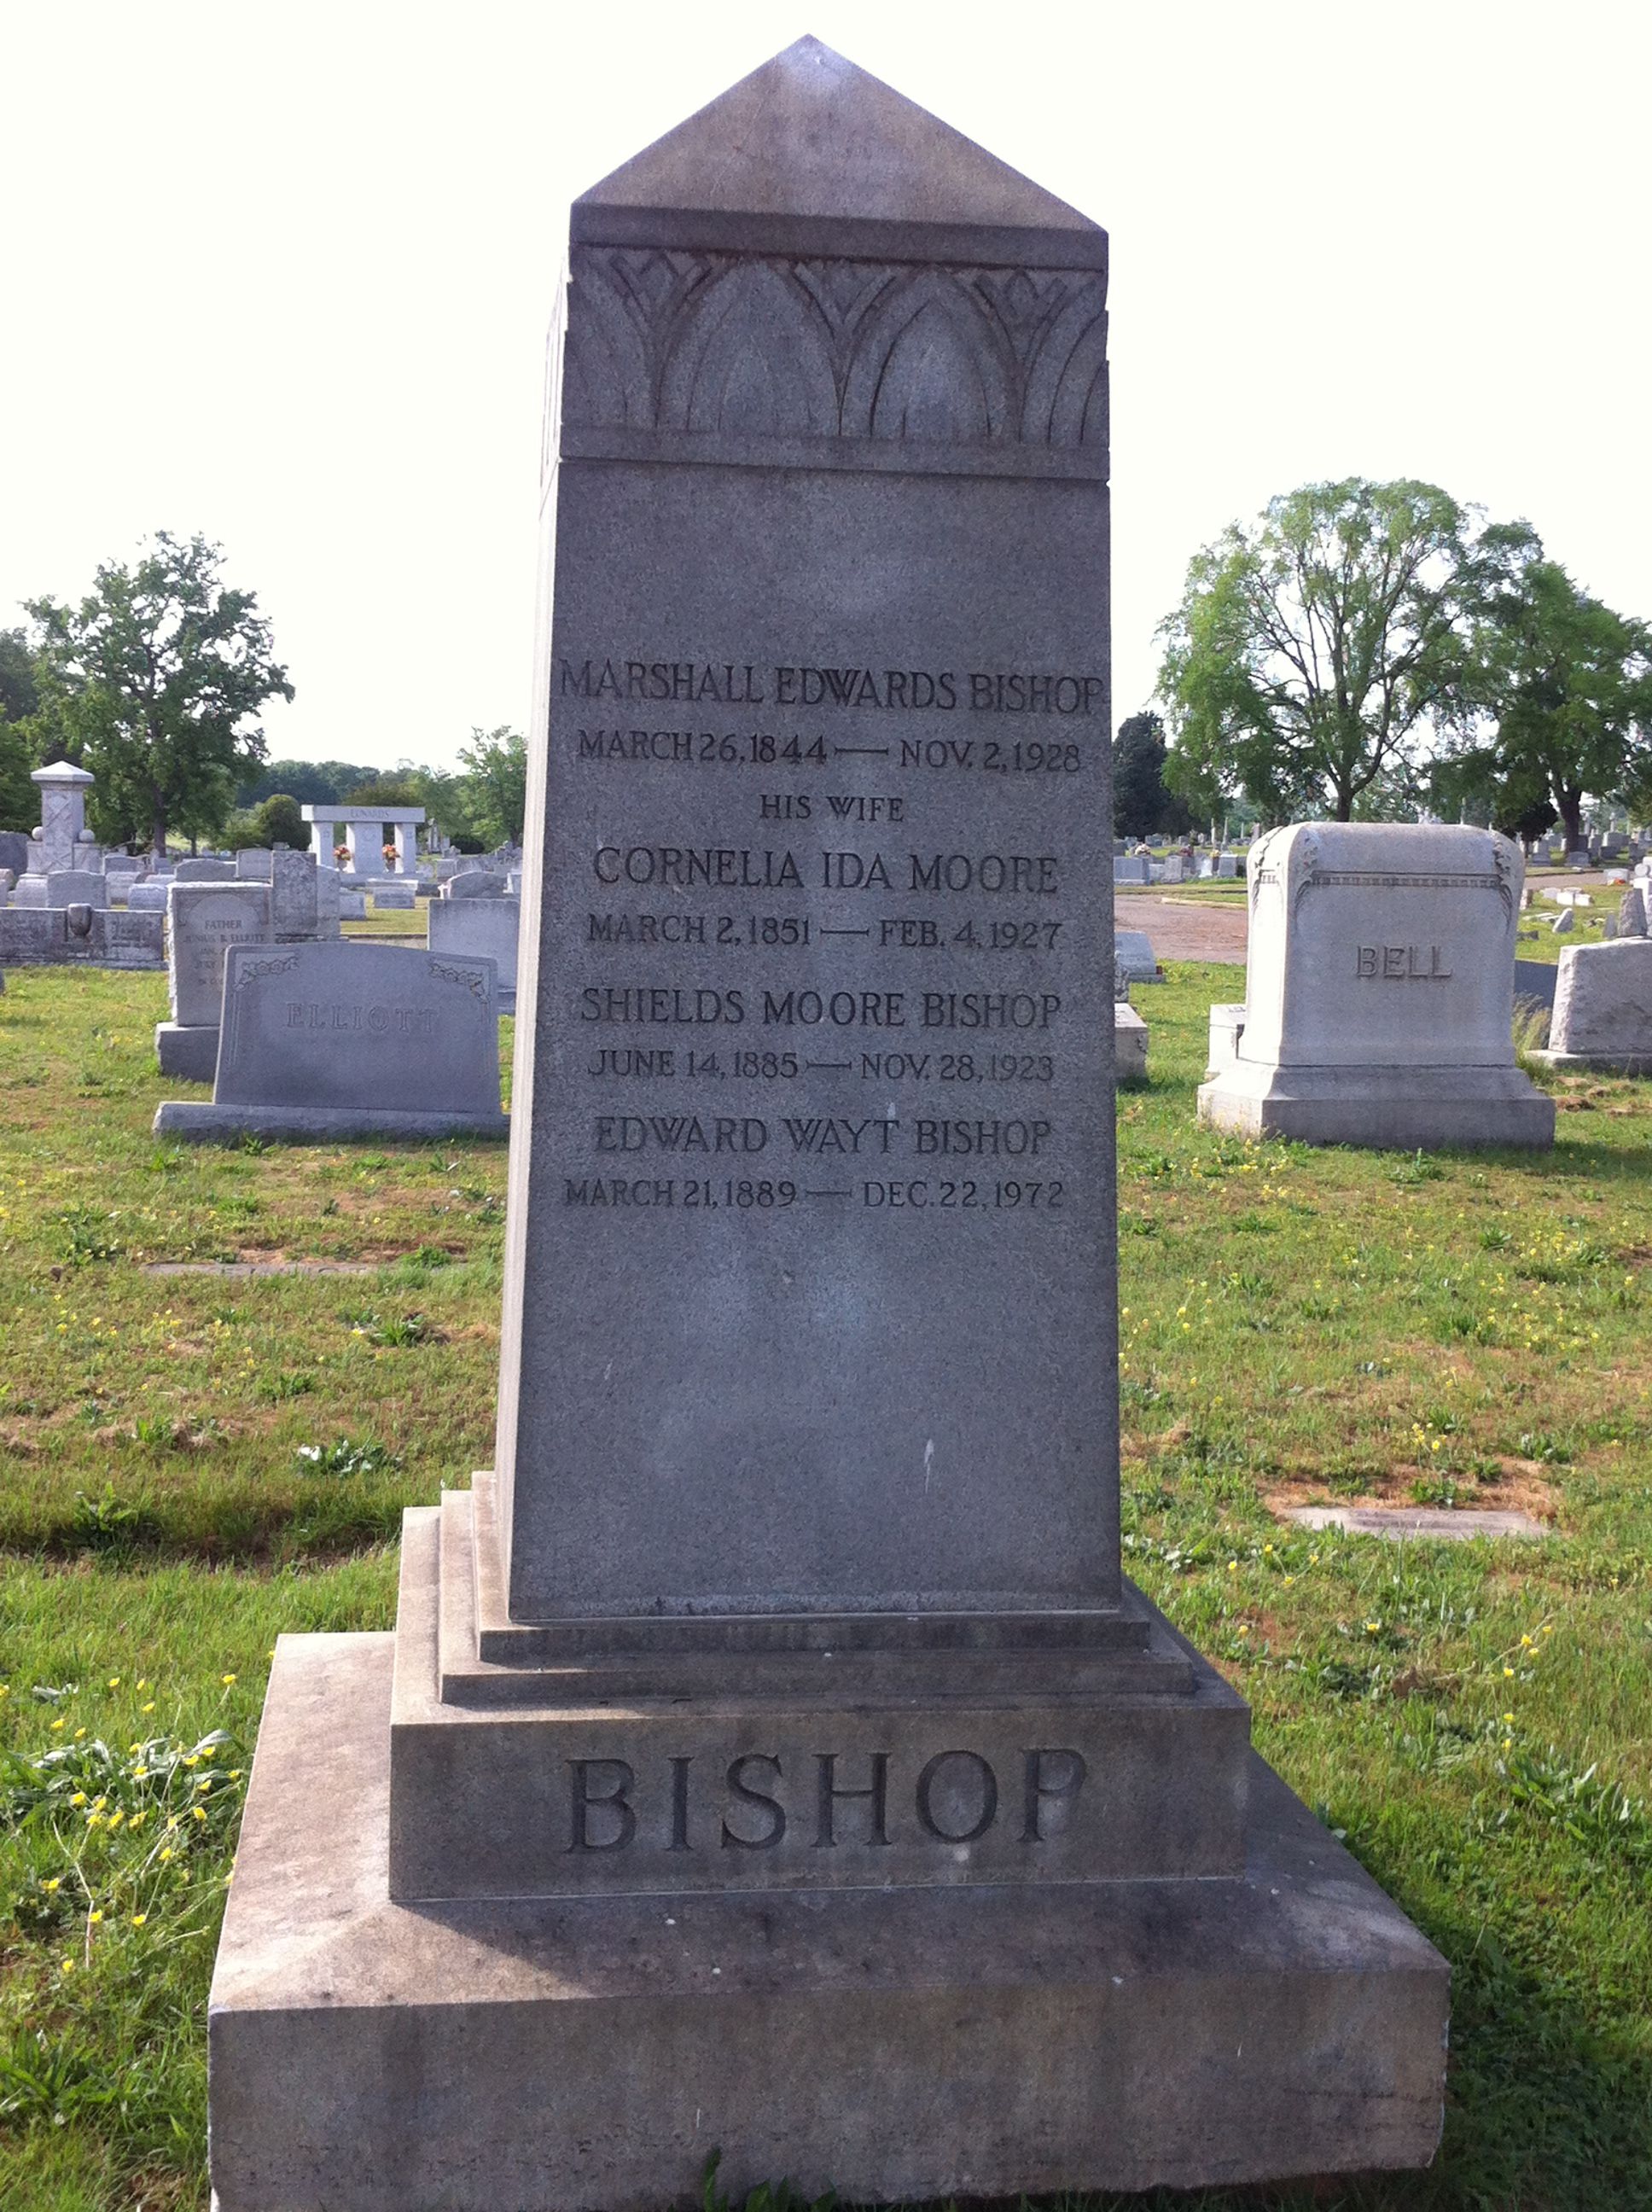 MARSHALL EDWARDS BISHOP
MARCH 26, 1844 — NOV. 2, 1928
HIS WIFE
CORNELIA IDA MOORE
MARCH 2, 1851 — FEB. 4, 1927
SHIELDS MOORE BISHOP
JUNE 14, 1885 — NOV. 28, 1923
EDWARD WAYT BISHOP
MARCH 21, 1889 — DEC. 22, 1972
BISHOP
EDWARDS
FATHER
ELLIOTT
BELL